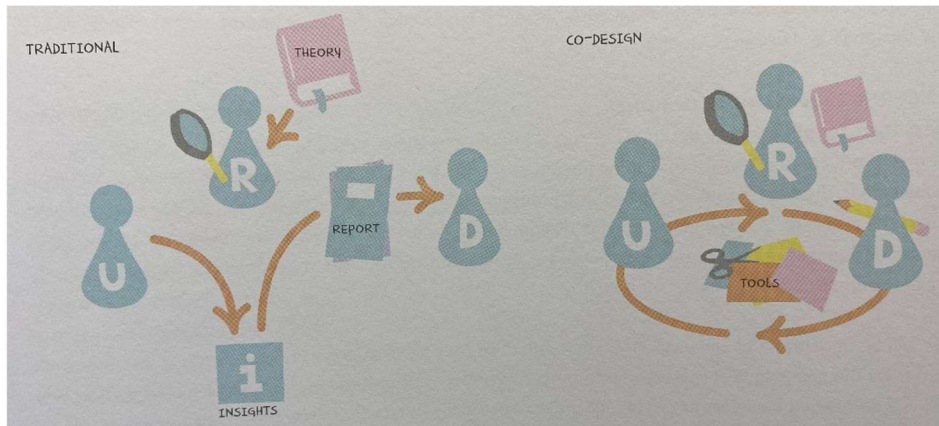 TRADITIONAL
THEORY
R
U
REPORT
D
i
INSIGHTS
CO-DESIGN
R
U
D
TOOLS